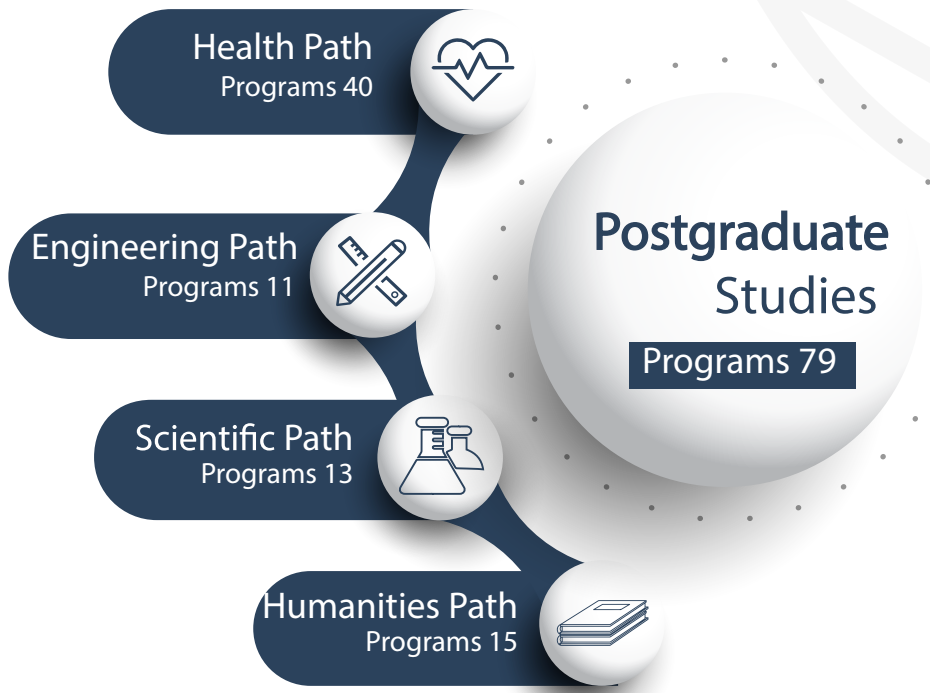 Health Path
Programs 40
Engineering Path
Programs 11
Scientific Path
Programs 13
Humanities Path
Programs 15
Postgraduate
Studies
Programs 79